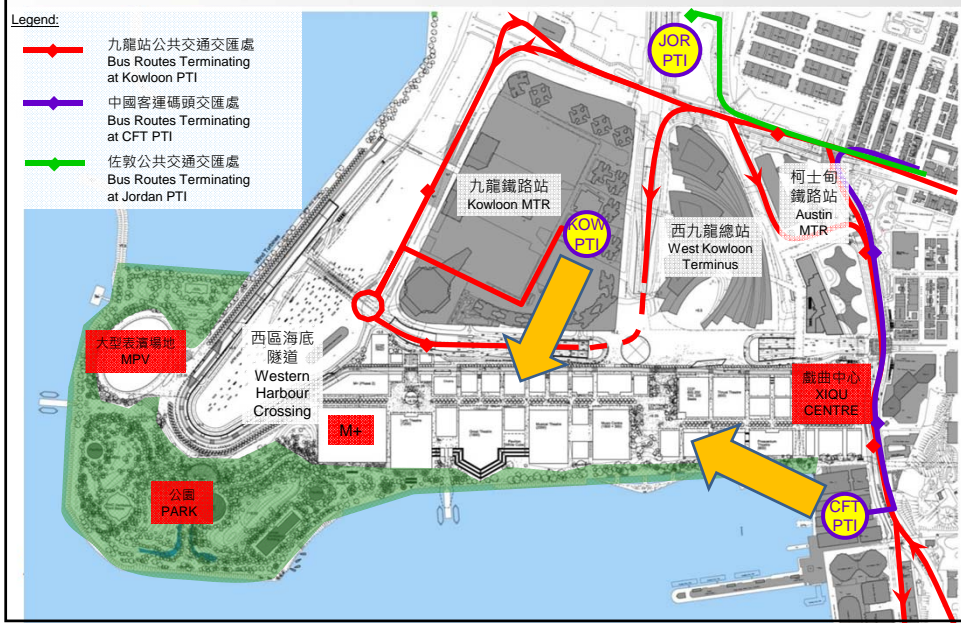 Legend:
九龍站公共交通交匯處
Bus Routes Terminating
at Kowloon PTI
中國客運碼頭交匯處
Bus Routes Terminating
at CFT PTI
佐敦公共交通交匯處
Bus Routes Terminating
at Jordan PTI
JOR
PTI
九龍鐵路站
Kowloon MTR
KOW
PTI
柯士甸
鐵路站
Austin
MTR
西九龍總站
West Kowloon
Terminus
大型表演場地
MPV
西區海底
隧道
Western
Harbour
Crossing
M+
戲曲中心
XIQU
CENTRE
公園
PARK
CFT
PTI